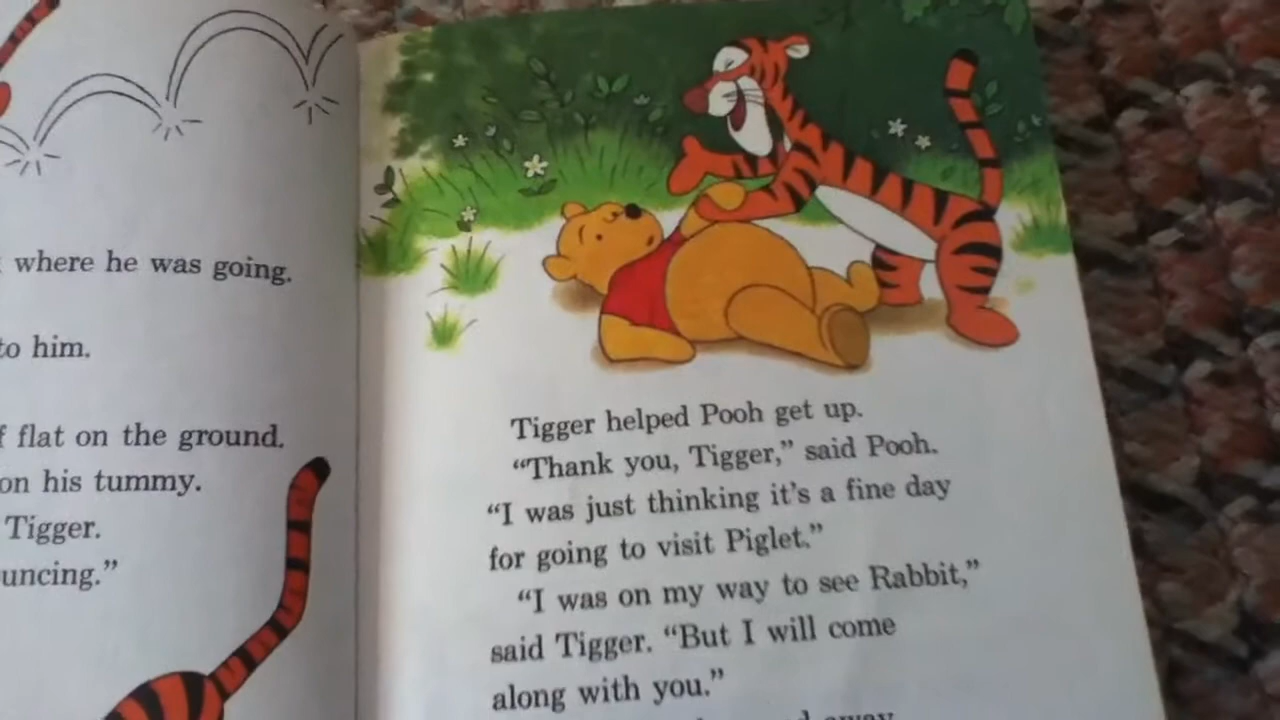 where he was going.
to him.
flat on the ground.
on his tummy.
Tigger.
uncing.”
Tigger helped Pooh get up.
“Thank you, Tigger,” said Pooh.
“I was just thinking it’s a fine day
for going to visit Piglet.”
“I was on my way to see Rabbit,”
said Tigger. “But I will come
along with you.”
away